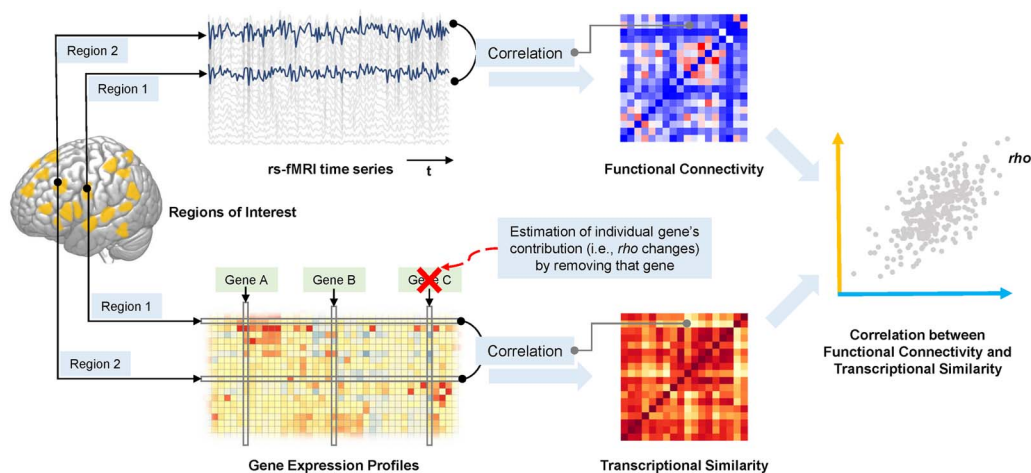 Region 2
Region 1
Correlation
rs-fMRI time series
t
Functional Connectivity
rho
Regions of Interest
Estimation of individual gene's
contribution (i.e., rho changes)
by removing that gene
Gene A
Gene B
Gene C
Region 1
Region 2
Correlation
Correlation between
Functional Connectivity and
Transcriptional Similarity
Gene Expression Profiles
Transcriptional Similarity